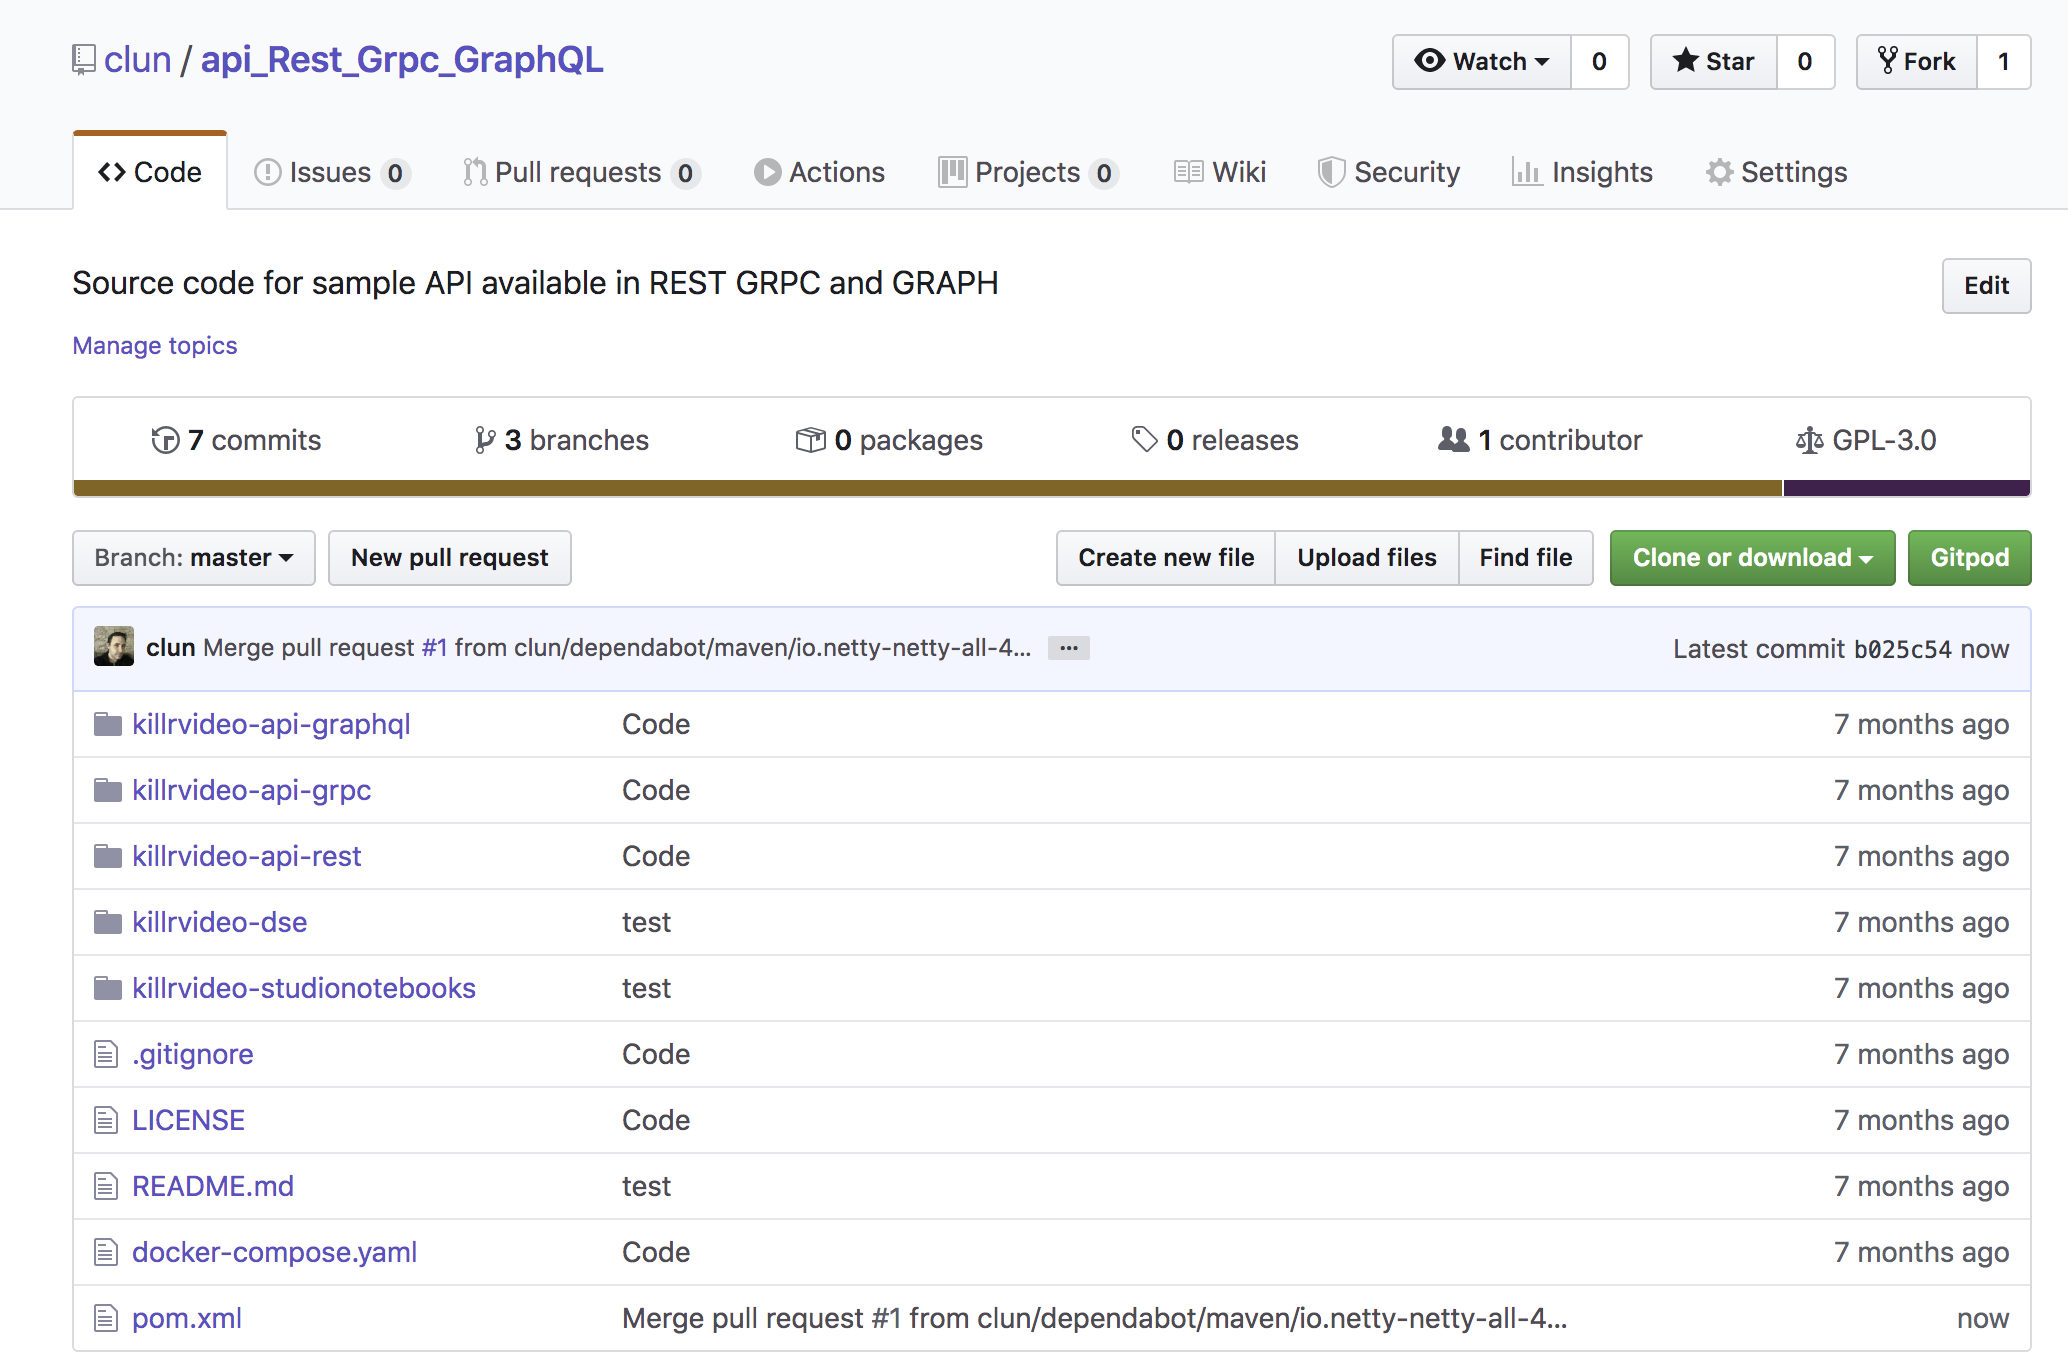 clun / api_Rest_Grpc_GraphQL
Watch 0 Star 0 Fork 1
Code Issues 0 Pull requests 0 Actions Projects 0 Wiki Security Insights Settings
Source code for sample API available in REST GRPC and GRAPH
Edit
Manage topics
7 commits 3 branches 0 packages 0 releases 1 contributor GPL-3.0
Branch: master New pull request Create new file Upload files Find file Clone or download Gitpod
clun Merge pull request #1 from clun/dependabot/maven/io.netty-netty-all-4... ... Latest commit b025c54 now
killrvideo-api-graphql Code 7 months ago
killrvideo-api-grpc Code 7 months ago
killrvideo-api-rest Code 7 months ago
killrvideo-dse test 7 months ago
killrvideo-studionotebooks test 7 months ago
.gitignore Code 7 months ago
LICENSE Code 7 months ago
README.md test 7 months ago
docker-compose.yaml Code 7 months ago
pom.xml Merge pull request #1 from clun/dependabot/maven/io.netty-netty-all-4... now